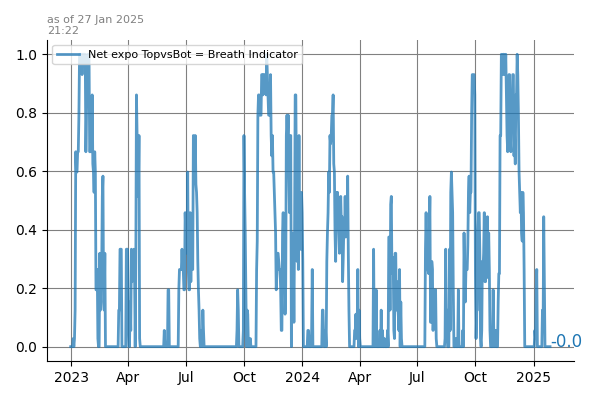 as of 27 Jan 2025
21:22
Net expo TopvsBot = Breath Indicator
1.0
0.8
0.6
0.4
0.2
0.0
-0.0
2023 Apr Jul Oct 2024 Apr Jul Oct 2025